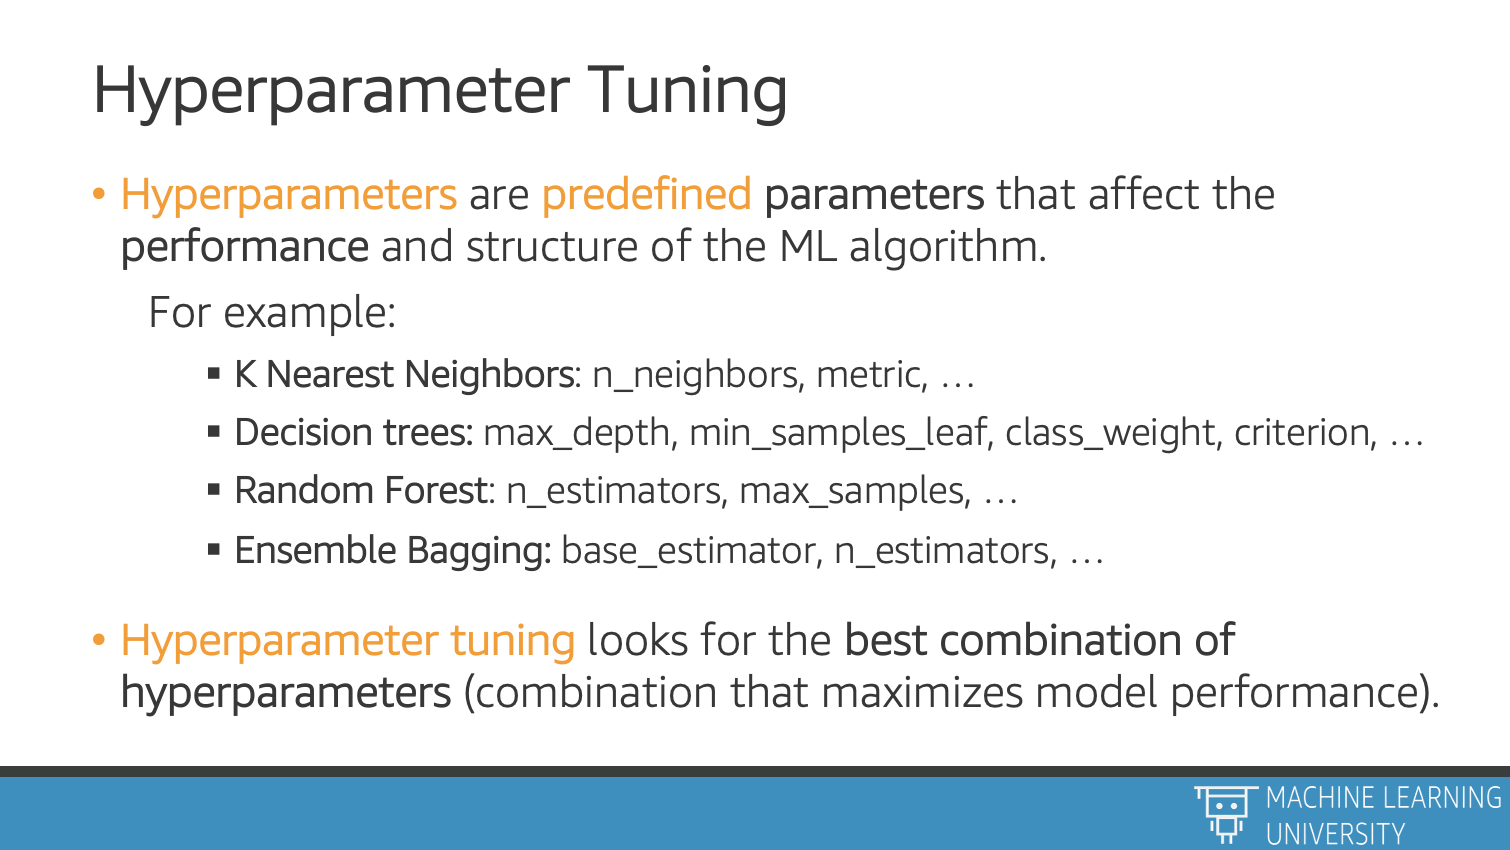 Hyperparameter Tuning
• Hyperparameters are predefined parameters that affect the
performance and structure of the ML algorithm.
For example:
▪ K Nearest Neighbors: n_neighbors, metric, …
▪ Decision trees: max_depth, min_samples_leaf, class_weight, criterion, …
▪ Random Forest: n_estimators, max_samples, …
▪ Ensemble Bagging: base_estimator, n_estimators, …
• Hyperparameter tuning looks for the best combination of
hyperparameters (combination that maximizes model performance).
MACHINE LEARNING
UNIVERSITY